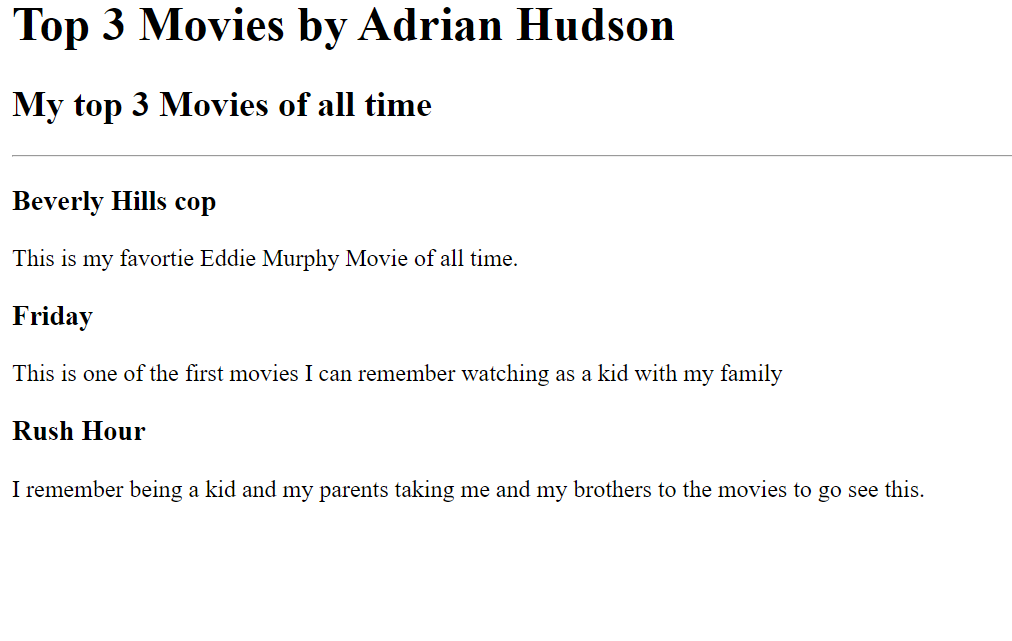 Top 3 Movies by Adrian Hudson
My top 3 Movies of all time
Beverly Hills cop
This is my favortie Eddie Murphy Movie of all time.
Friday
This is one of the first movies I can remember watching as a kid with my family
Rush Hour
I remember being a kid and my parents taking me and my brothers to the movies to go see this.